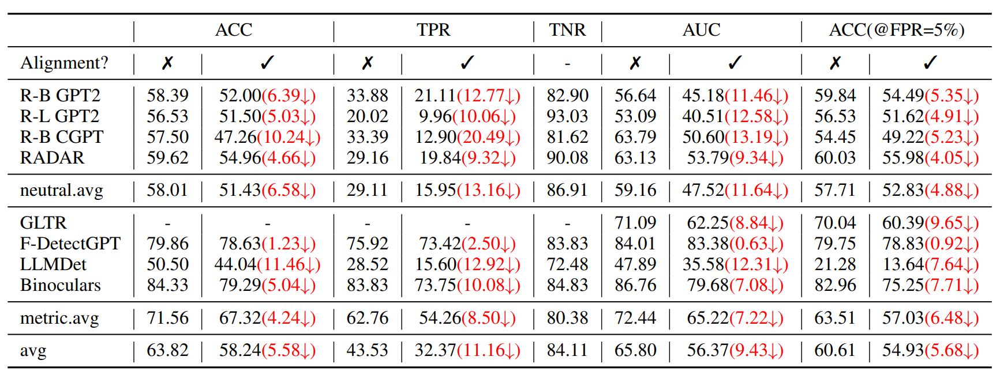 ACC TPR TNR AUC ACC(@FPR=5%)
Alignment? ✗ ✓ ✗ ✓ - ✗ ✓ ✗ ✓
R-B GPT2 58.39 52.00(6.39↓) 33.88 21.11(12.77↓) 82.90 56.64 45.18(11.46↓) 59.84 54.49(5.35↓)
R-L GPT2 56.53 51.50(5.03↓) 20.02 9.96(10.06↓) 93.03 53.09 40.51(12.58↓) 56.53 51.62(4.91↓)
R-B CGPT 57.50 47.26(10.24↓) 33.39 12.90(20.49↓) 81.62 63.79 50.60(13.19↓) 54.45 49.22(5.23↓)
RADAR 59.62 54.96(4.66↓) 29.16 19.84(9.32↓) 90.08 63.13 53.79(9.34↓) 60.03 55.98(4.05↓)
neutral.avg 58.01 51.43(6.58↓) 29.11 15.95(13.16↓) 86.91 59.16 47.52(11.64↓) 57.71 52.83(4.88↓)
GLTR - - - - - 71.09 62.25(8.84↓) 70.04 60.39(9.65↓)
F-DetectGPT 79.86 78.63(1.23↓) 75.92 73.42(2.50↓) 83.83 84.01 83.38(0.63↓) 79.75 78.83(0.92↓)
LLMDet 50.50 44.04(11.46↓) 28.52 15.60(12.92↓) 72.48 47.89 35.58(12.31↓) 21.28 13.64(7.64↓)
Binoculars 84.33 79.29(5.04↓) 83.83 73.75(10.08↓) 84.83 86.76 79.68(7.08↓) 82.96 75.25(7.71↓)
metric.avg 71.56 67.32(4.24↓) 62.76 54.26(8.50↓) 80.38 72.44 65.22(7.22↓) 63.51 57.03(6.48↓)
avg 63.82 58.24(5.58↓) 43.53 32.37(11.16↓) 84.11 65.80 56.37(9.43↓) 60.61 54.93(5.68↓)